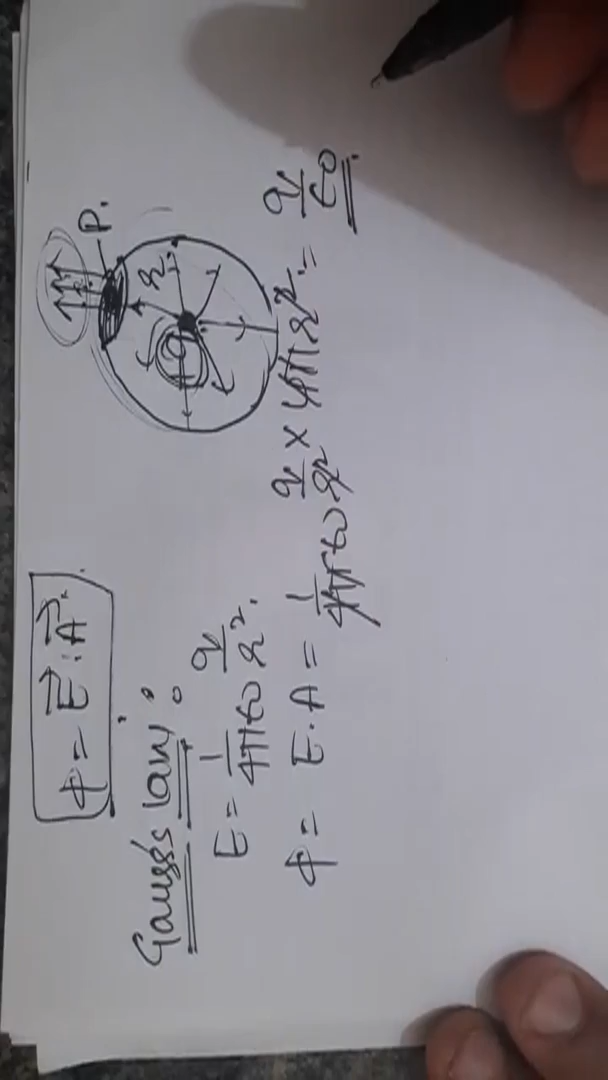 φ = E⃗ . A⃗ .
Gauss's law :
E = 1/4πε0 q/r² .
φ = E . A = 1/4πε0 q/r² × 4πr² = q/ε0 .
P .
r